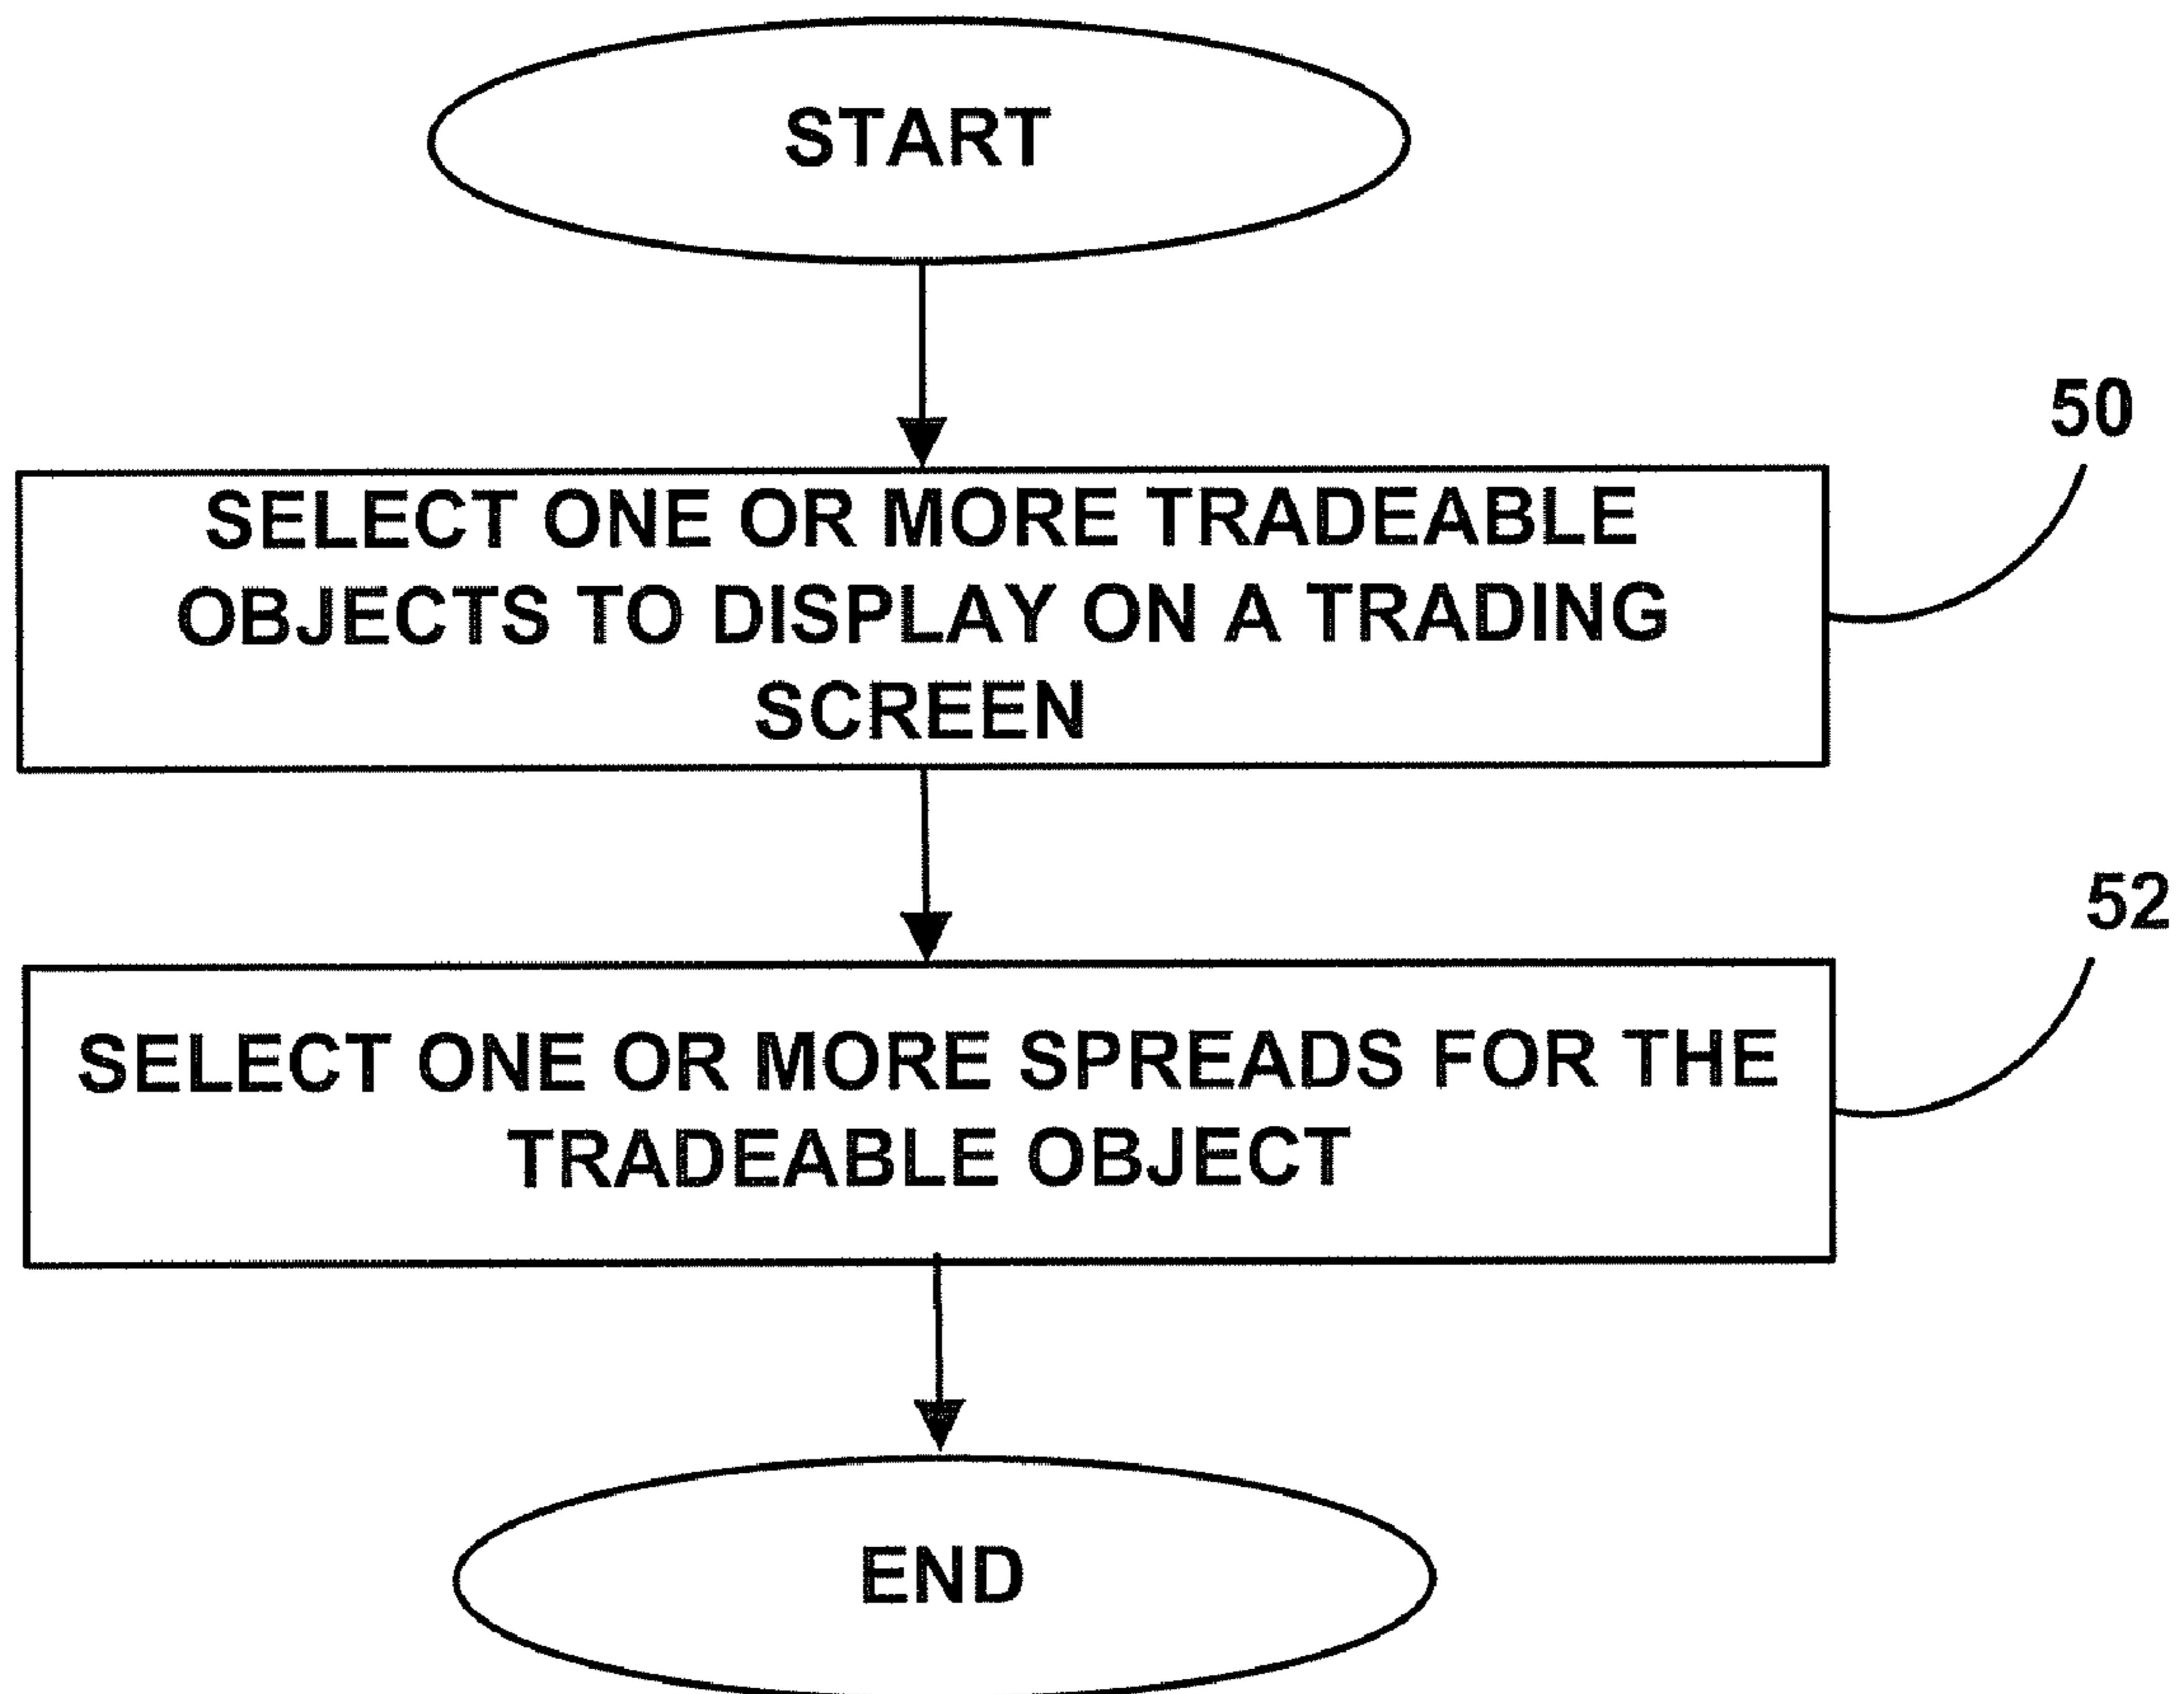 START
50
SELECT ONE OR MORE TRADEABLE
OBJECTS TO DISPLAY ON A TRADING
SCREEN
52
SELECT ONE OR MORE SPREADS FOR THE
TRADEABLE OBJECT
END